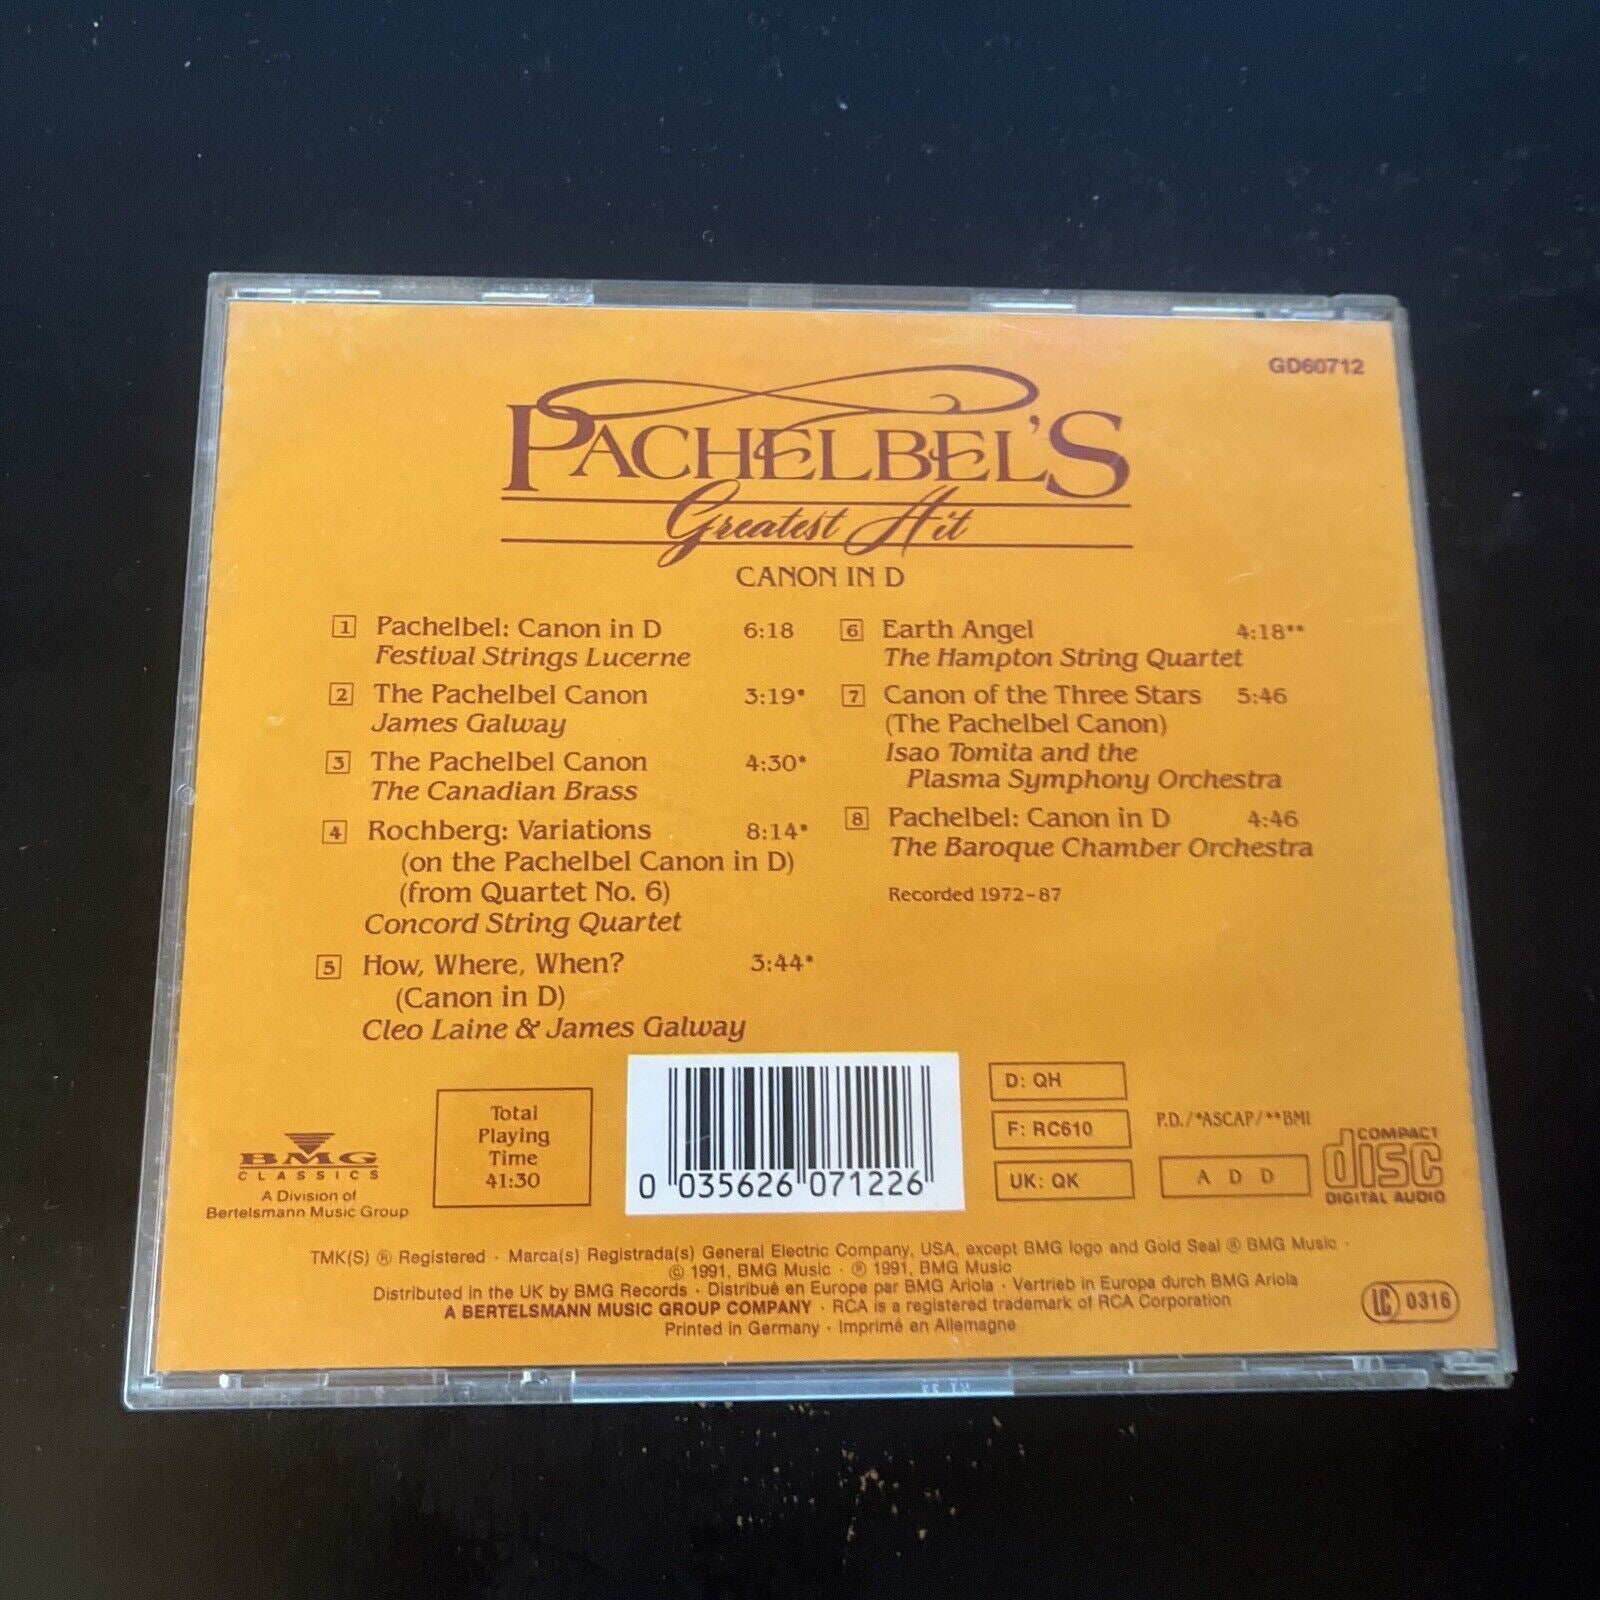 GD60712
PACHELBEL'S
Greatest Hit
CANON IN D
1 Pachelbel: Canon in D 6:18
Festival Strings Lucerne
2 The Pachelbel Canon 3:19*
James Galway
3 The Pachelbel Canon 4:30*
The Canadian Brass
4 Rochberg: Variations 8:14*
(on the Pachelbel Canon in D)
(from Quartet No. 6)
Concord String Quartet
5 How, Where, When? 3:44*
(Canon in D)
Cleo Laine & James Galway
6 Earth Angel 4:18**
The Hampton String Quartet
7 Canon of the Three Stars 5:46
(The Pachelbel Canon)
Isao Tomita and the
Plasma Symphony Orchestra
8 Pachelbel: Canon in D 4:46
The Baroque Chamber Orchestra
Recorded 1972-87
BMG
CLASSICS
A Division of
Bertelsmann Music Group
Total
Playing
Time
41:30
0 035626 071226
D: QH
F: RC610
UK: QK
P.D./*ASCAP/**BMI
A D D
COMPACT
disc
DIGITAL AUDIO
TMK(S) ® Registered · Marca(s) Registrada(s) General Electric Company, USA, except BMG logo and Gold Seal ® BMG Music ·
© 1991, BMG Music · ℗ 1991, BMG Music
Distributed in the UK by BMG Records · Distribué en Europe par BMG Ariola · Vertrieb in Europa durch BMG Ariola
A BERTELSMANN MUSIC GROUP COMPANY · RCA is a registered trademark of RCA Corporation
Printed in Germany · Imprimé en Allemagne
LC 0316